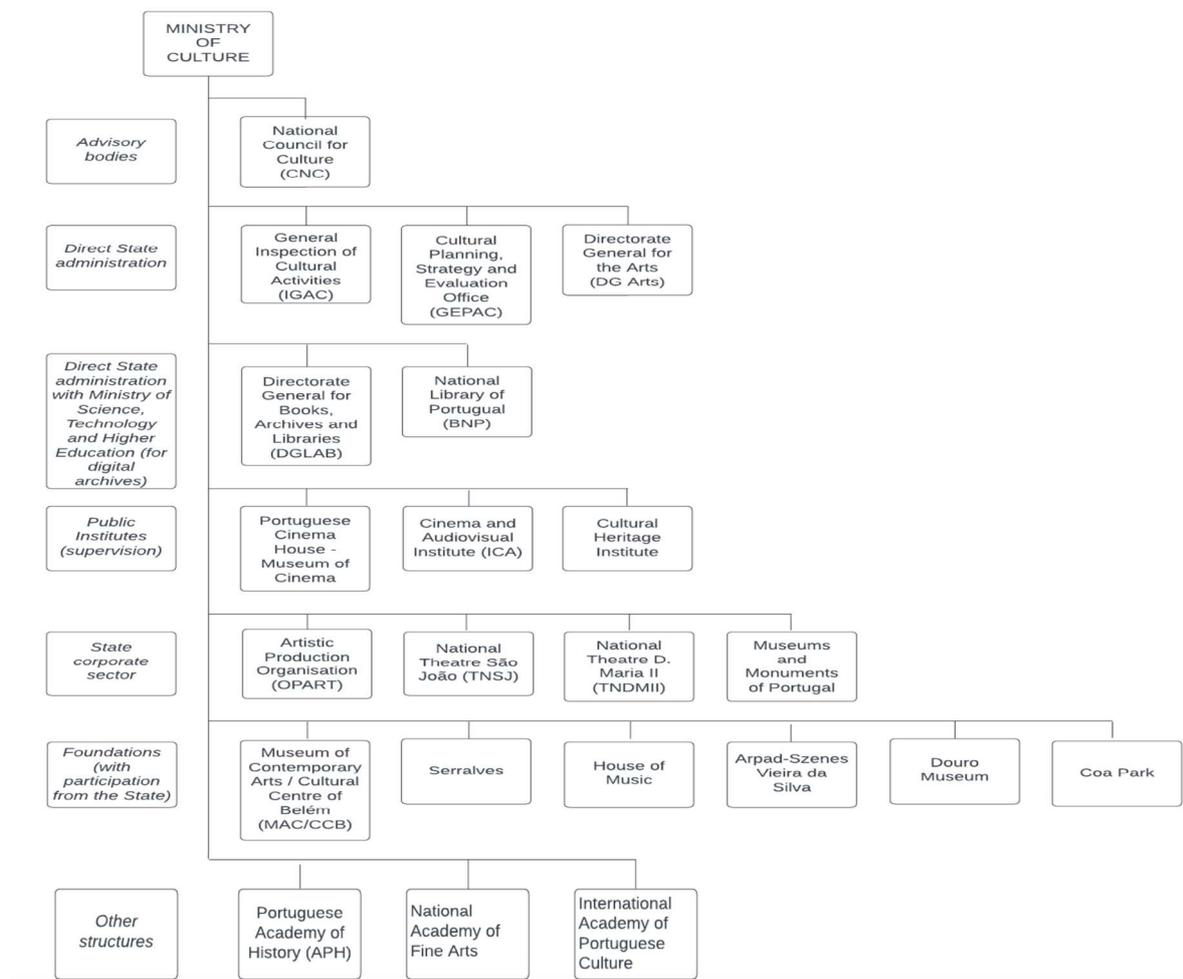 MINISTRY
OF
CULTURE
Advisory
bodies
National
Council for
Culture
(CNC)
Direct State
administration
General
Inspection of
Cultural
Activities
(IGAC)
Cultural
Planning,
Strategy and
Evaluation
Office
(GEPAC)
Directorate
General for
the Arts
(DG Arts)
Direct State
administration
with Ministry of
Science,
Technology
and Higher
Education (for
digital
archives)
Directorate
General for
Books,
Archives and
Libraries
(DGLAB)
National
Library of
Portugual
(BNP)
Public
Institutes
(supervision)
Portuguese
Cinema
House -
Museum of
Cinema
Cinema and
Audiovisual
Institute (ICA)
Cultural
Heritage
Institute
State
corporate
sector
Artistic
Production
Organisation
(OPART)
National
Theatre São
João (TNSJ)
National
Theatre D.
Maria II
(TNDMII)
Museums
and
Monuments
of Portugal
Foundations
(with
participation
from the State)
Museum of
Contemporary
Arts / Cultural
Centre of
Belém
(MAC/CCB)
Serralves
House of
Music
Arpad-Szenes
Vieira da
Silva
Douro
Museum
Coa Park
Other
structures
Portuguese
Academy of
History (APH)
National
Academy of
Fine Arts
International
Academy of
Portuguese
Culture